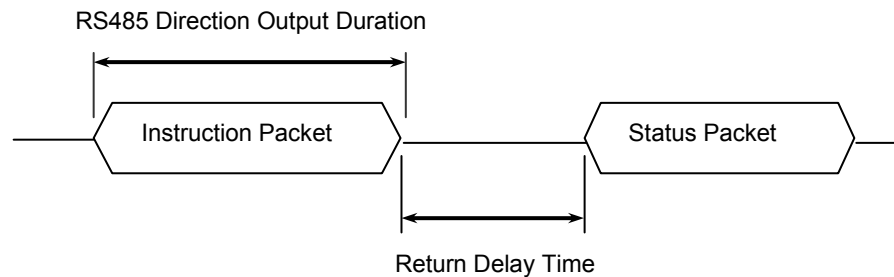 RS485 Direction Output Duration
Instruction Packet
Status Packet
Return Delay Time